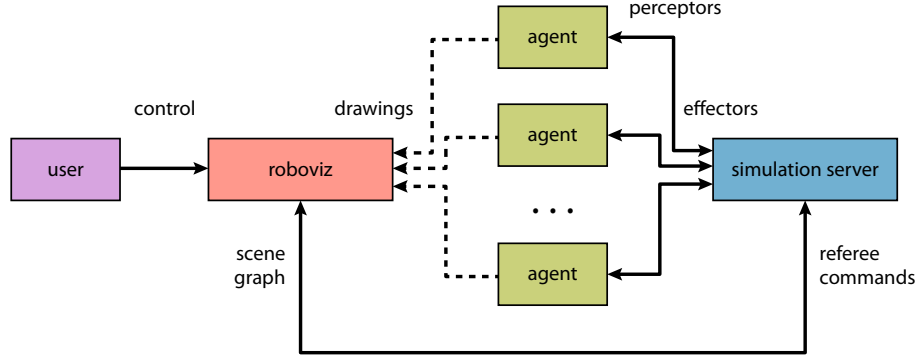 perceptors
agent
control
drawings
effectors
agent
user
roboviz
simulation server
. . .
scene
graph
agent
referee
commands